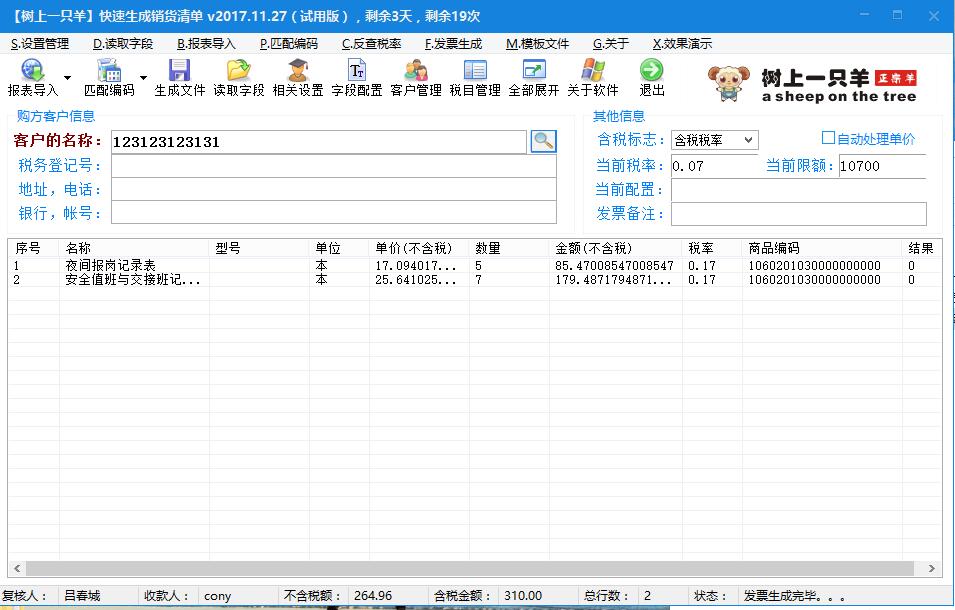 【树上一只羊】快速生成销货清单 v2017.11.27（试用版），剩余3天，剩余19次
S.设置管理 D.读取字段 B.报表导入 P.匹配编码 C.反查税率 F.发票生成 M.模板文件 G.关于 X.效果演示
报表导入 匹配编码 生成文件 读取字段 相关设置 字段配置 客户管理 税目管理 全部展开 关于软件 退出
树上一只羊 正宗羊
a sheep on the tree
购方客户信息 其他信息
客户的名称： 123123123131 含税标志： 含税税率 自动处理单价
税务登记号： 当前税率： 0.07 当前限额： 10700
地址，电话： 当前配置：
银行，帐号： 发票备注：
序号 名称 型号 单位 单价(不含税) 数量 金额(不含税) 税率 商品编码 结果
1 夜间报岗记录表 本 17.094017... 5 85.47008547008547 0.17 1060201030000000000 0
2 安全值班与交接班记... 本 25.641025... 7 179.4871794871... 0.17 1060201030000000000 0
复核人： 吕春城 收款人： cony 不含税额： 264.96 含税金额： 310.00 总行数： 2 状态： 发票生成完毕。。。